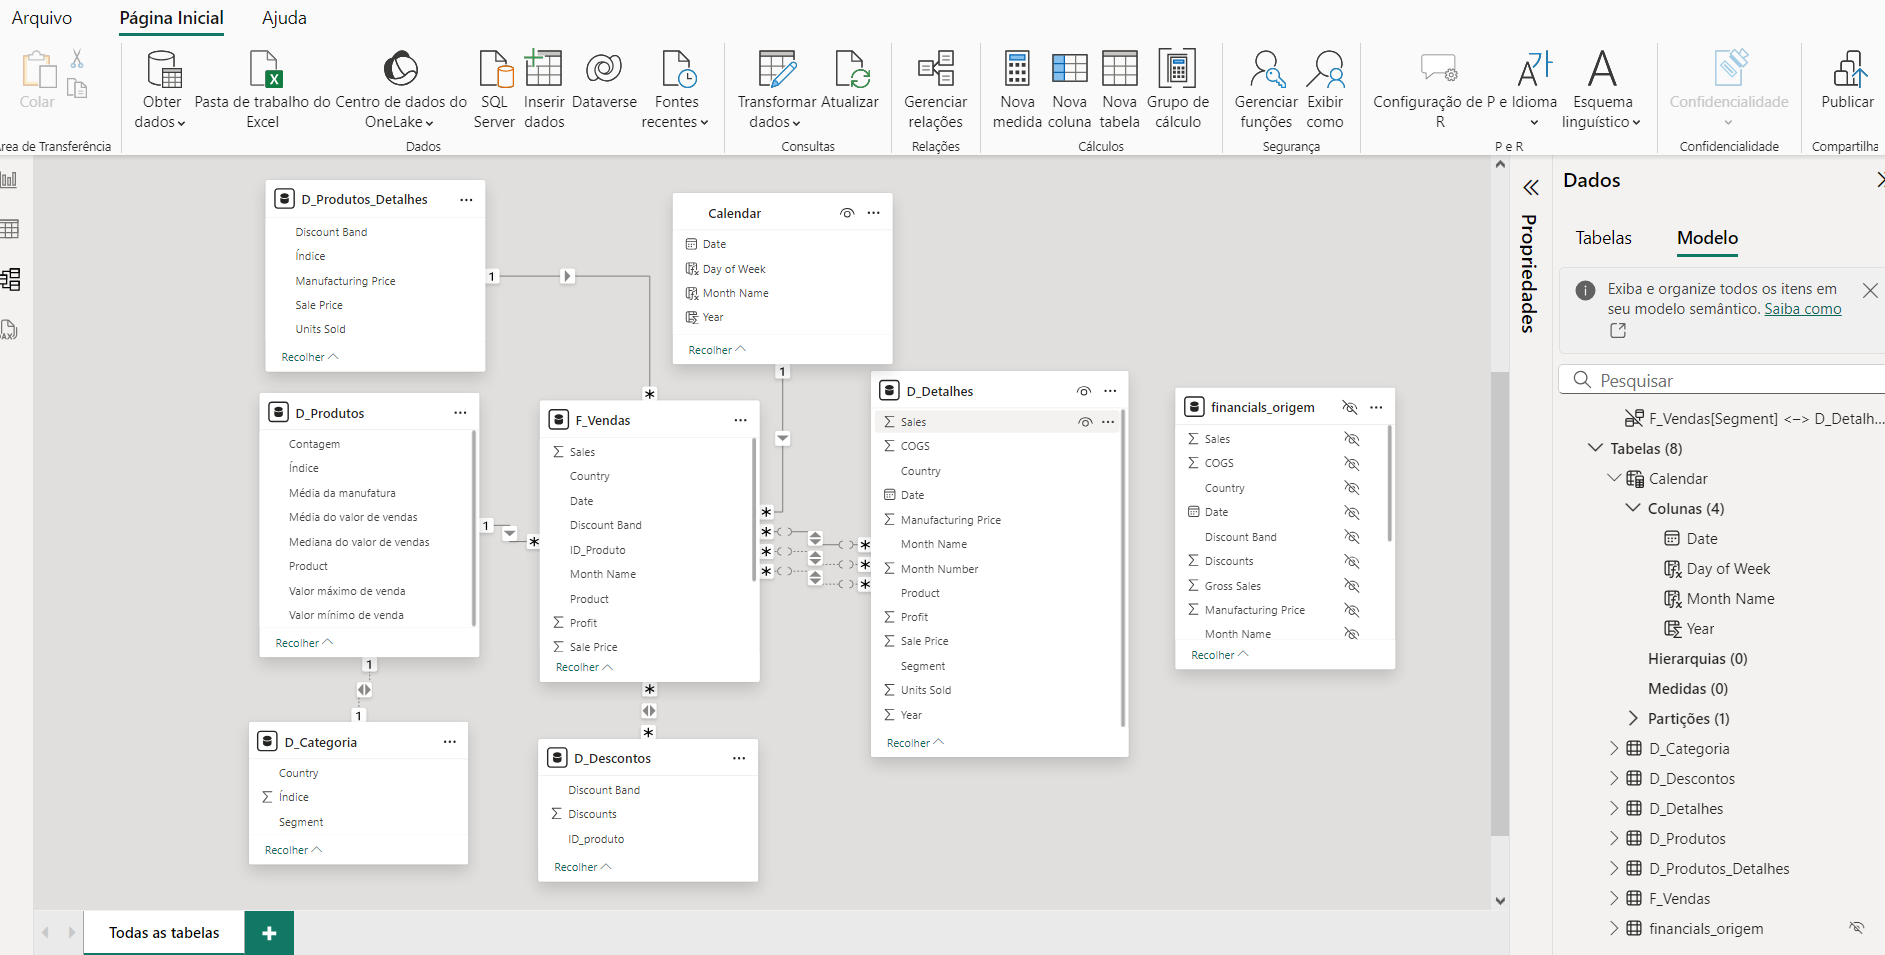 Arquivo
Página Inicial
Ajuda
Colar
Obter
dados
Pasta de trabalho do
Excel
Centro de dados do
OneLake
SQL
Server
Inserir
dados
Dataverse
Fontes
recentes
Transformar
dados
Atualizar
Gerenciar
relações
Nova
medida
Nova
coluna
Nova
tabela
Grupo de
cálculo
Gerenciar
funções
Exibir
como
Configuração de P e
R
Idioma
Esquema
linguístico
Confidencialidade
Publicar
rea de Transferência
Dados
Consultas
Relações
Cálculos
Segurança
P e R
Confidencialidade
Compartilha
D_Produtos_Detalhes
Discount Band
Índice
Manufacturing Price
Sale Price
Units Sold
Recolher
Calendar
Date
Day of Week
Month Name
Year
Recolher
1
*
1
D_Produtos
Contagem
Índice
Média da manufatura
Média do valor de vendas
Mediana do valor de vendas
Product
Valor máximo de venda
Valor mínimo de venda
Recolher
1
*
F_Vendas
Sales
Country
Date
Discount Band
ID_Produto
Month Name
Product
Profit
Sale Price
Recolher
*
*
*
*
*
*
*
D_Detalhes
Sales
COGS
Country
Date
Manufacturing Price
Month Name
Month Number
Product
Profit
Sale Price
Segment
Units Sold
Year
Recolher
financials_origem
Sales
COGS
Country
Date
Discount Band
Discounts
Gross Sales
Manufacturing Price
Month Name
Recolher
1
1
D_Categoria
Country
Índice
Segment
Recolher
*
*
D_Descontos
Discount Band
Discounts
ID_produto
Recolher
Todas as tabelas
Propriedades
Dados
Tabelas
Modelo
Exiba e organize todos os itens em
seu modelo semântico. Saiba como
Pesquisar
F_Vendas[Segment] <-> D_Detalh...
Tabelas (8)
Calendar
Colunas (4)
Date
Day of Week
Month Name
Year
Hierarquias (0)
Medidas (0)
Partições (1)
D_Categoria
D_Descontos
D_Detalhes
D_Produtos
D_Produtos_Detalhes
F_Vendas
financials_origem